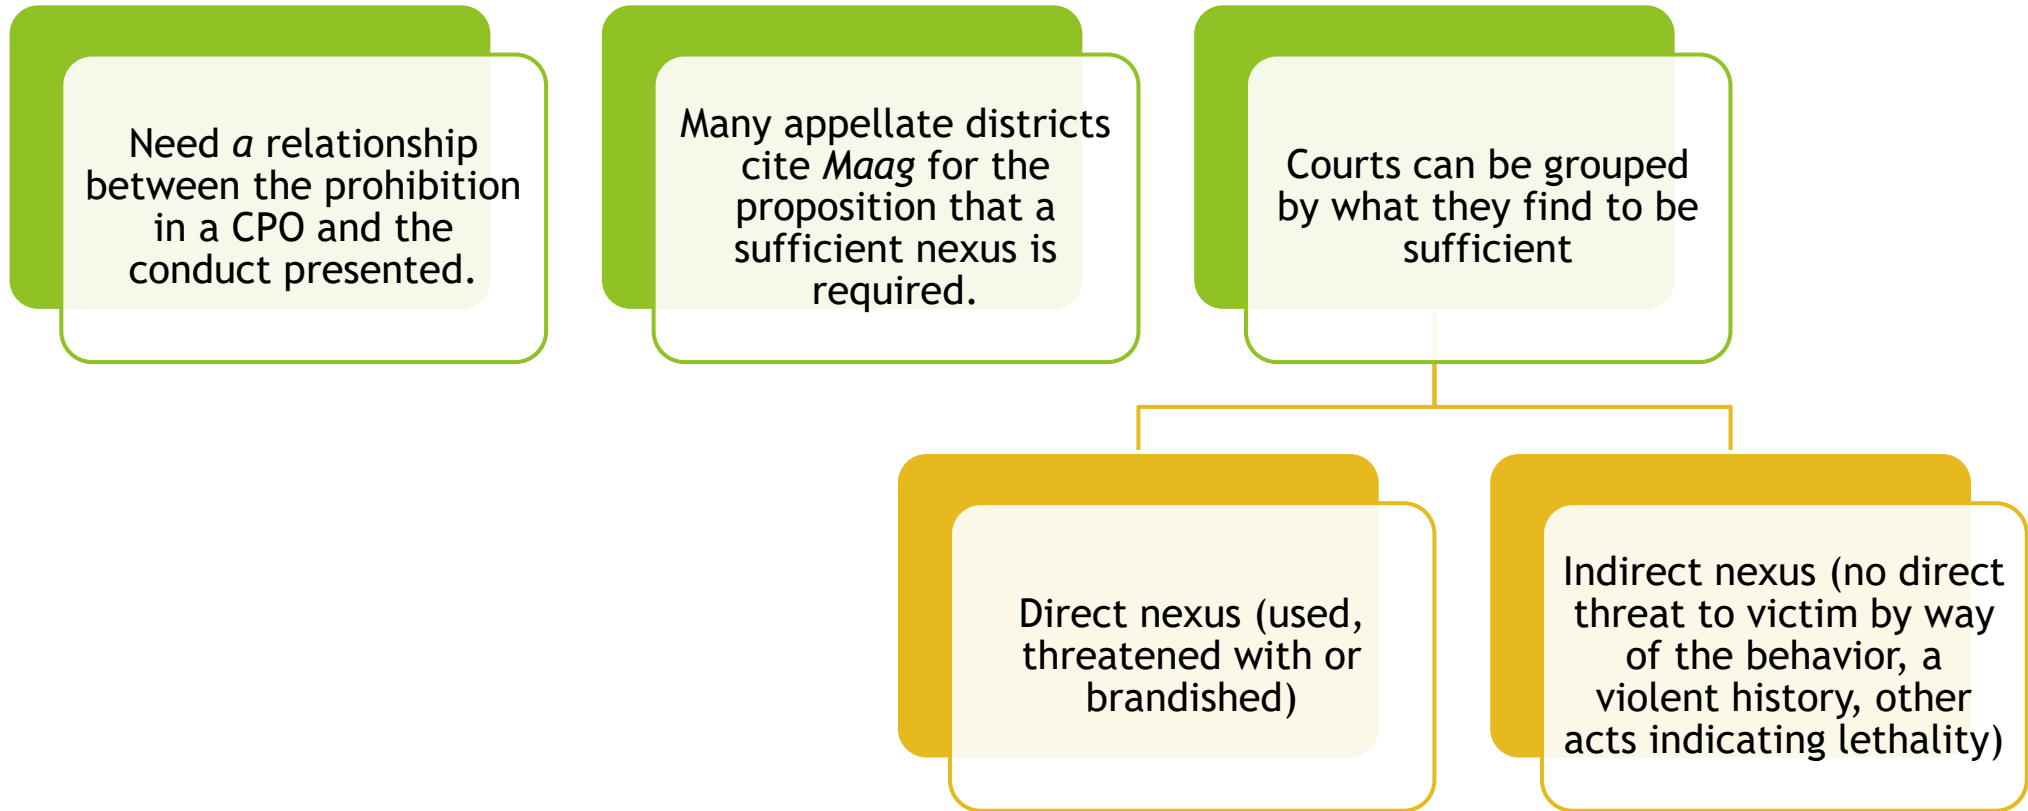 Need a relationship
between the prohibition
in a CPO and the
conduct presented.
Many appellate districts
cite Maag for the
proposition that a
sufficient nexus is
required.
Courts can be grouped
by what they find to be
sufficient
Direct nexus (used,
threatened with or
brandished)
Indirect nexus (no direct
threat to victim by way
of the behavior, a
violent history, other
acts indicating lethality)